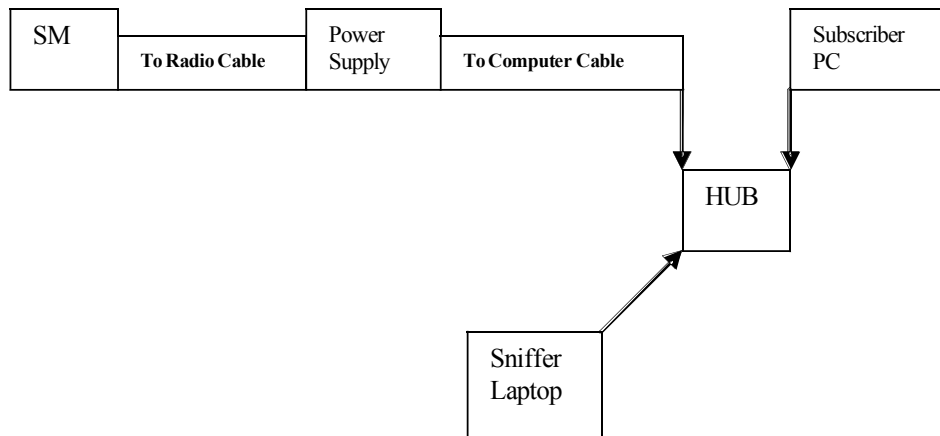 SM
To Radio Cable
Power
Supply
To Computer Cable
Subscriber
PC
HUB
Sniffer
Laptop